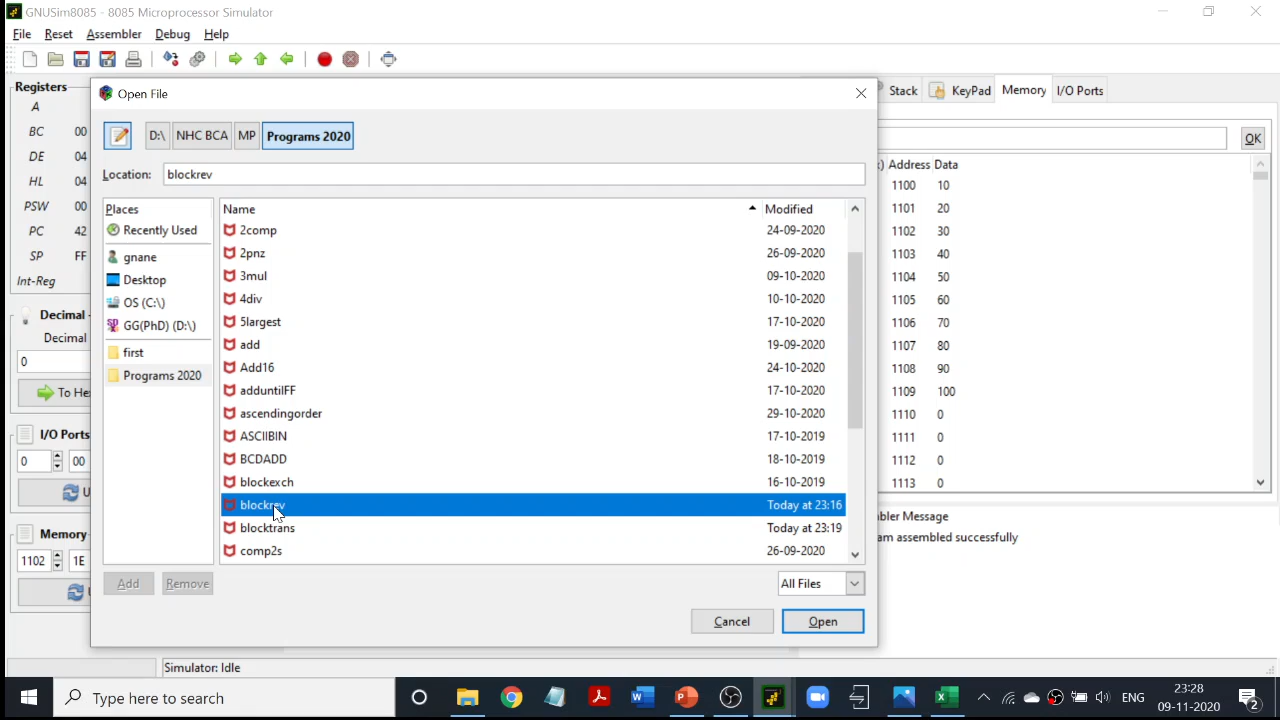 GNUSim8085 - 8085 Microprocessor Simulator
File Reset Assembler Debug Help
Registers
A
BC 00
DE 04
HL 04
PSW 00
PC 42
SP FF
Int-Reg
Decimal -
Decimal
0
To He
I/O Ports
0 00
U
Memory
1102 1E
Open File
D:\ NHC BCA MP Programs 2020
Location: blockrev
Places
Recently Used
gnane
Desktop
OS (C:\)
GG(PhD) (D:\)
first
Programs 2020
Name Modified
2comp 24-09-2020
2pnz 26-09-2020
3mul 09-10-2020
4div 10-10-2020
5largest 17-10-2020
add 19-09-2020
Add16 24-10-2020
adduntilFF 17-10-2020
ascendingorder 29-10-2020
ASCIIBIN 17-10-2019
BCDADD 18-10-2019
blockexch 16-10-2019
blockrev Today at 23:16
blocktrans Today at 23:19
comp2s 26-09-2020
Add Remove
All Files
Cancel Open
Stack KeyPad Memory I/O Ports
OK
:) Address Data
1100 10
1101 20
1102 30
1103 40
1104 50
1105 60
1106 70
1107 80
1108 90
1109 100
1110 0
1111 0
1112 0
1113 0
bler Message
am assembled successfully
Simulator: Idle
Type here to search
ENG
23:28
09-11-2020
2